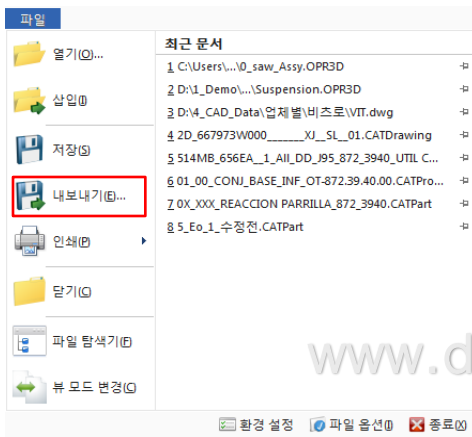 파일
열기(O)...
삽입(I)
저장(S)
내보내기(E)...
인쇄(P)
닫기(C)
파일 탐색기(F)
뷰 모드 변경(C)
최근 문서
1 C:\Users\...\0_saw_Assy.OPR3D
2 D:\1_Demo\...\Suspension.OPR3D
3 D:\4_CAD_Data\업체별\비츠로\VIT.dwg
4 2D_667973W000______XJ__SL__01.CATDrawing
5 514MB_656EA__1_All_DD_J95_872_3940_UTIL C...
6 01_00_CONJ_BASE_INF_OT-872.39.40.00.CATPro...
7 0X_XXX_REACCION PARRILLA_872_3940.CATPart
8 5_Eo_1_수정전.CATPart
www.d
환경 설정 파일 옵션(I) 종료(X)